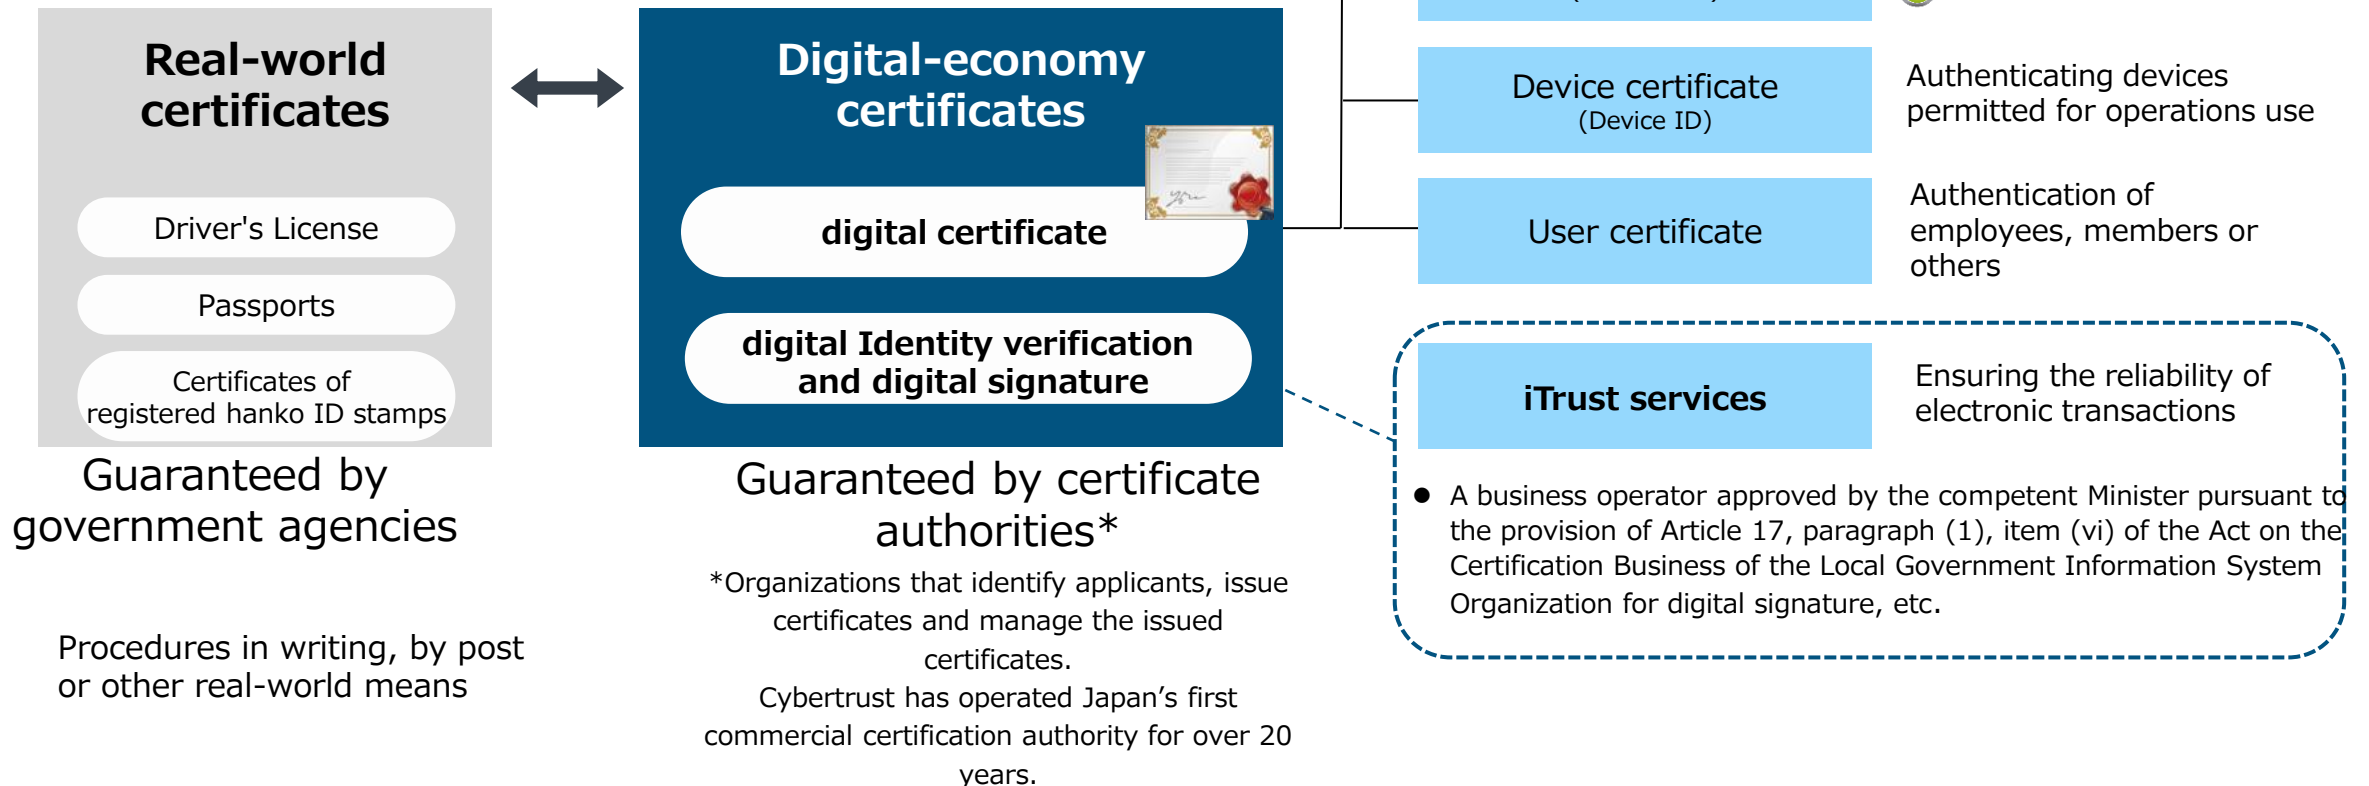 Real-world
certificates
Driver's License
Passports
Certificates of
registered hanko ID stamps
Guaranteed by
government agencies
Procedures in writing, by post
or other real-world means
Digital-economy
certificates
digital certificate
digital Identity verification
and digital signature
Guaranteed by certificate
authorities*
*Organizations that identify applicants, issue
certificates and manage the issued
certificates.
Cybertrust has operated Japan’s first
commercial certification authority for over 20
years.
Device certificate
(Device ID)
Authenticating devices
permitted for operations use
User certificate
Authentication of
employees, members or
others
iTrust services
Ensuring the reliability of
electronic transactions
● A business operator approved by the competent Minister pursuant to
the provision of Article 17, paragraph (1), item (vi) of the Act on the
Certification Business of the Local Government Information System
Organization for digital signature, etc.